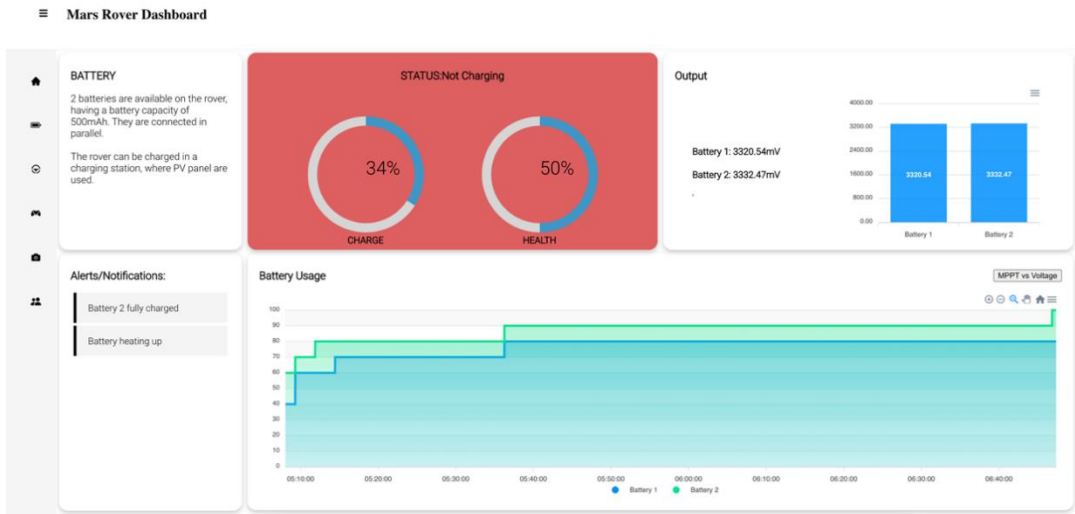 Mars Rover Dashboard
BATTERY
2 batteries are available on the rover,
having a battery capacity of
500mAh. They are connected in
parallel.
The rover can be charged in a
charging station, where PV panel are
used.
STATUS:Not Charging
34%
CHARGE
50%
HEALTH
Output
Battery 1: 3320.54mV
Battery 2: 3332.47mV
.
4000.00
3200.00
2400.00
1600.00
800.00
0.00
3320.54
3332.47
Battery 1
Battery 2
Alerts/Notifications:
Battery 2 fully charged
Battery heating up
Battery Usage
MPPT vs Voltage
100
90
80
70
60
50
40
30
20
10
0
05:10:00
05:20:00
05:30:00
05:40:00
05:50:00
06:00:00
06:10:00
06:20:00
06:30:00
06:40:00
Battery 1
Battery 2